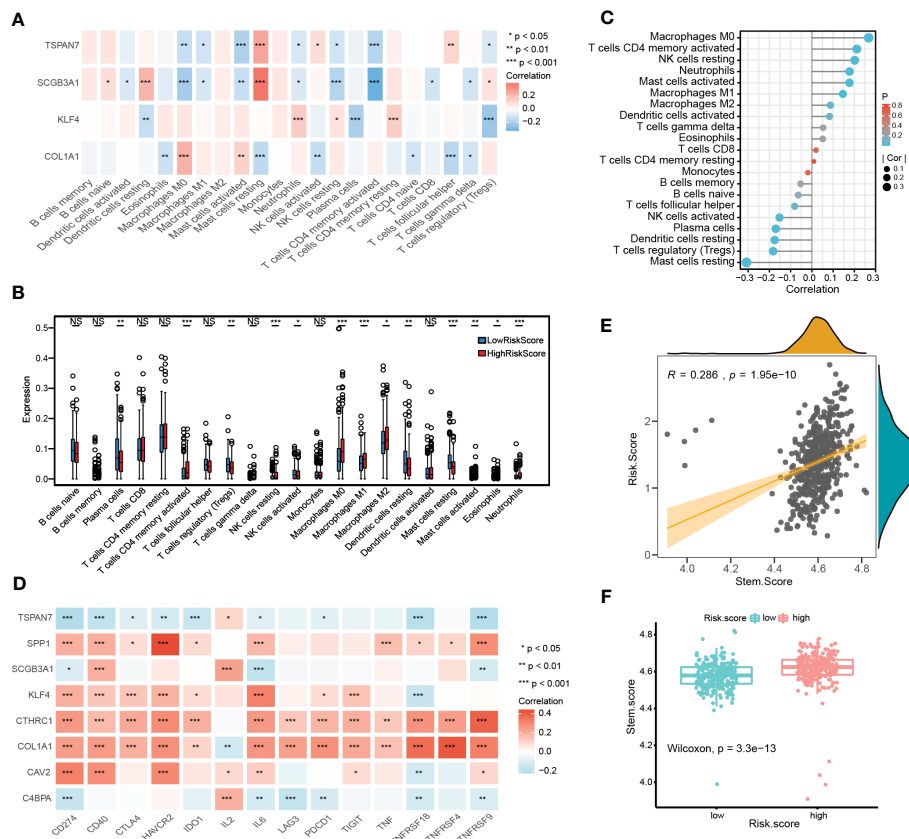 A
TSPAN7
SCGB3A1
KLF4
COL1A1
** * *** *** * * * *** ** *
* * *** *** * *** *** * *** *** * * *
** *** * *** *** ***
** *** ** *** ** * *** *
* p < 0.05
** p < 0.01
*** p < 0.001
Correlation
0.2
0.0
−0.2
B cells memory
B cells naive
Dendritic cells activated
Dendritic cells resting
Eosinophils
Macrophages M0
Macrophages M1
Macrophages M2
Mast cells activated
Mast cells resting
Monocytes
Neutrophils
NK cells activated
NK cells resting
Plasma cells
T cells CD4 memory activated
T cells CD4 memory resting
T cells CD4 naive
T cells CD8
T cells follicular helper
T cells gamma delta
T cells regulatory (Tregs)
B
NS NS ** NS NS *** NS ** NS *** * NS *** *** * ** NS *** ** * ***
LowRiskScore
HighRiskScore
Expression
0.5
0.4
0.3
0.2
0.1
0.0
B cells naive
B cells memory
Plasma cells
T cells CD8
T cells CD4 memory resting
T cells CD4 memory activated
T cells follicular helper
T cells regulatory (Tregs)
T cells gamma delta
NK cells resting
NK cells activated
Monocytes
Macrophages M0
Macrophages M1
Macrophages M2
Dendritic cells resting
Dendritic cells activated
Mast cells resting
Mast cells activated
Eosinophils
Neutrophils
C
Macrophages M0
T cells CD4 memory activated
NK cells resting
Neutrophils
Mast cells activated
Macrophages M1
Macrophages M2
Dendritic cells activated
T cells gamma delta
Eosinophils
T cells CD8
T cells CD4 memory resting
Monocytes
B cells memory
B cells naive
T cells follicular helper
NK cells activated
Plasma cells
Dendritic cells resting
T cells regulatory (Tregs)
Mast cells resting
−0.3 −0.2 −0.1 0.0 0.1 0.2 0.3
Correlation
P
0.8
0.6
0.4
0.2
| Cor |
0.1
0.2
0.3
D
TSPAN7
SPP1
SCGB3A1
KLF4
CTHRC1
COL1A1
CAV2
C4BPA
*** *** * ** *** * * * *** ***
*** *** * *** * *** *** * * ***
* *** *** *** **
*** *** *** *** * *** * *** ***
*** *** *** *** *** *** *** *** *** ** *** *** ***
*** *** *** *** ** ** *** *** *** *** *** *** *** ***
*** *** *** * ** * ** *
*** *** ** *** ** ** **
* p < 0.05
** p < 0.01
*** p < 0.001
Correlation
0.4
0.2
0.0
−0.2
CD274
CD40
CTLA4
HAVCR2
IDO1
IL2
IL6
LAG3
PDCD1
TIGIT
TNF
TNFRSF18
TNFRSF4
TNFRSF9
E
R = 0.286 , p = 1.95e−10
Risk.Score
2
1
0
4.0 4.2 4.4 4.6 4.8
Stem.Score
F
Risk.score low high
Stem.score
4.8
4.6
4.4
4.2
4.0
Wilcoxon, p = 3.3e−13
low high
Risk.score